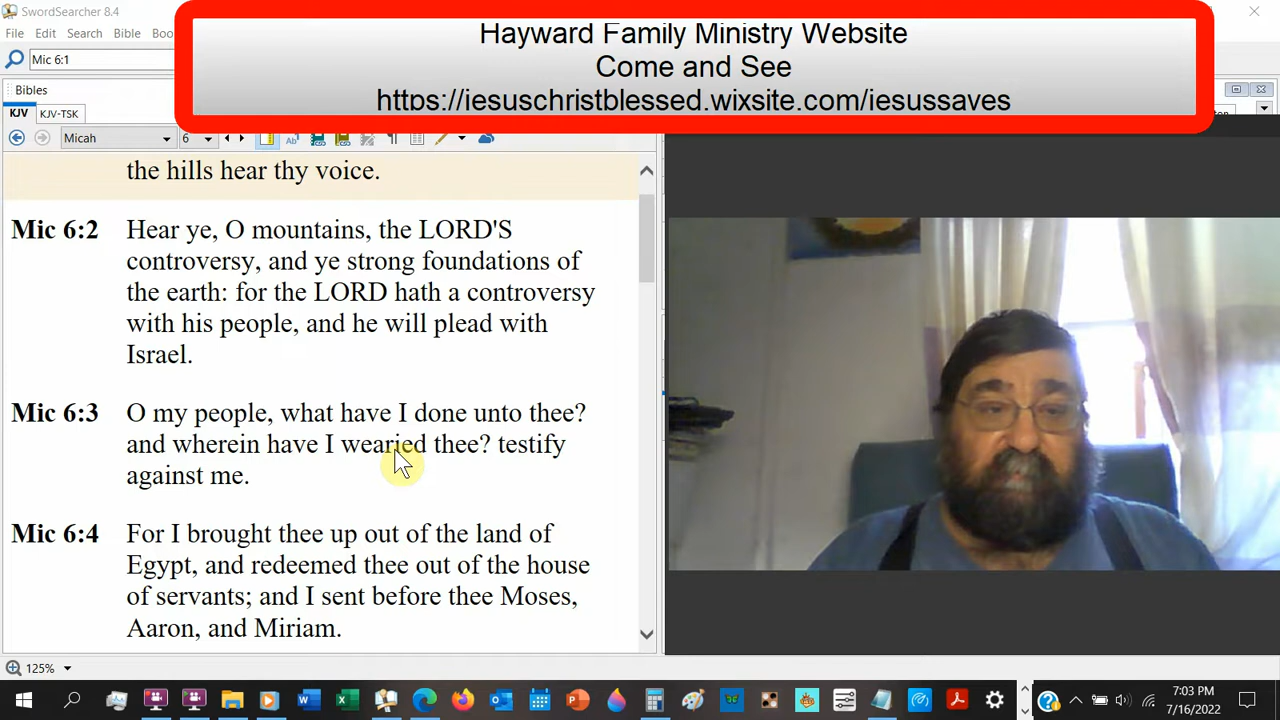 SwordSearcher 8.4
Hayward Family Ministry Website
Come and See
https://jesuschristblessed.wixsite.com/jesussaves
File Edit Search Bible
Mic 6:1
Bibles
KJV KJV-TSK
Micah 6
the hills hear thy voice.
Mic 6:2 Hear ye, O mountains, the LORD'S
controversy, and ye strong foundations of
the earth: for the LORD hath a controversy
with his people, and he will plead with
Israel.
Mic 6:3 O my people, what have I done unto thee?
and wherein have I wearied thee? testify
against me.
Mic 6:4 For I brought thee up out of the land of
Egypt, and redeemed thee out of the house
of servants; and I sent before thee Moses,
Aaron, and Miriam.
125%
7:03 PM
7/16/2022